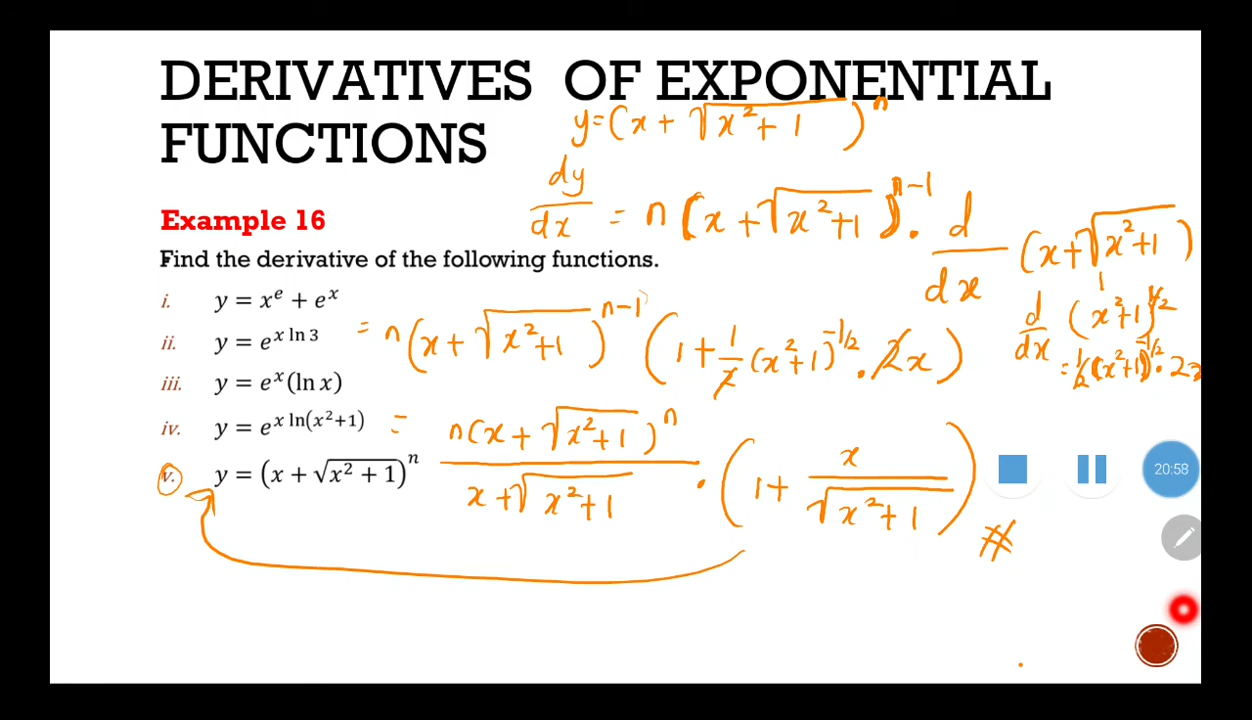 DERIVATIVES OF EXPONENTIAL
FUNCTIONS
y=(x + √(x²+1))ⁿ
dy/dx = n(x+√(x²+1))ⁿ⁻¹ · d/dx (x+√(x²+1))
Example 16
Find the derivative of the following functions.
i. y = xᵉ + eˣ
ii. y = e^(x ln 3)
iii. y = eˣ(ln x)
iv. y = e^(x ln(x²+1))
v. y = (x + √(x² + 1))ⁿ
= n(x+√(x²+1))ⁿ⁻¹ (1+ 1/2 (x²+1)^(-1/2) · 2x)
d/dx (x²+1)^(1/2)
= 1/2 (x²+1)^(-1/2) · 2x
= n(x+√(x²+1))ⁿ / (x+√(x²+1)) · (1+ x/√(x²+1)) #
20:58